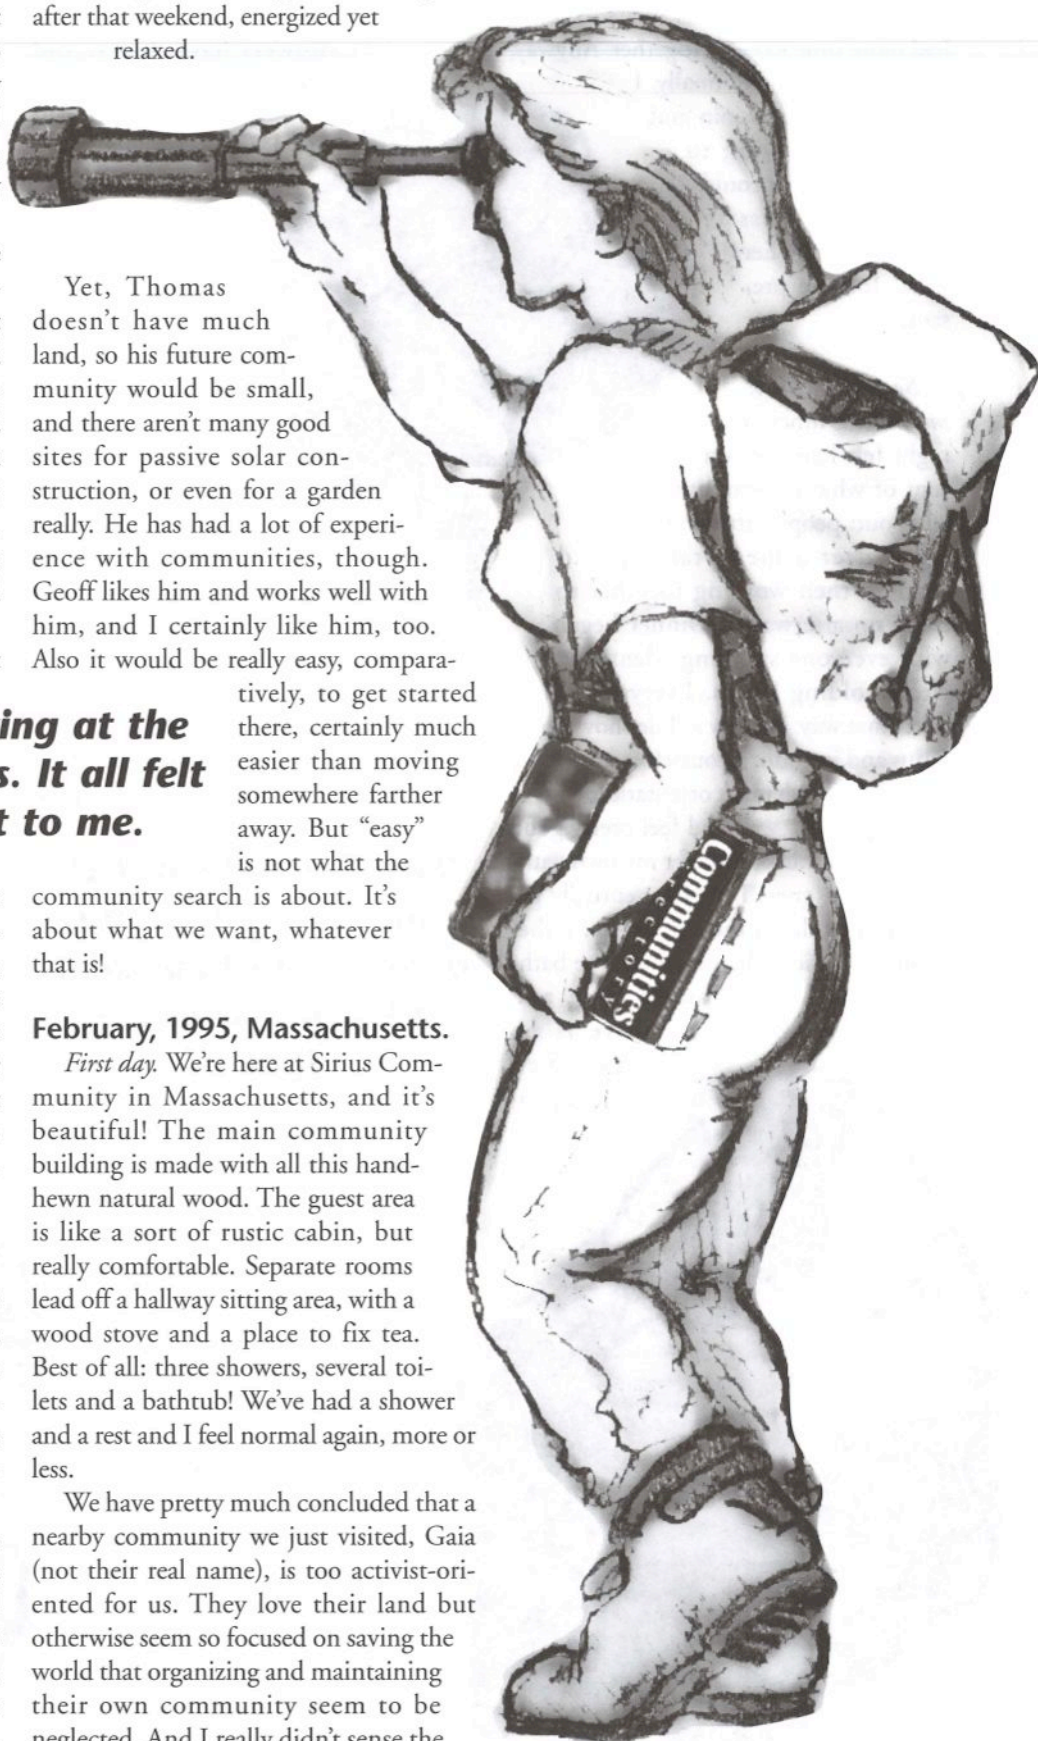 after that weekend, energized yet
relaxed.
Yet, Thomas
doesn't have much
land, so his future com-
munity would be small,
and there aren't many good
sites for passive solar con-
struction, or even for a garden
really. He has had a lot of experi-
ence with communities, though.
Geoff likes him and works well with
him, and I certainly like him, too.
Also it would be really easy, compara-
tively, to get started
there, certainly much
easier than moving
somewhere farther
away. But “easy”
is not what the
community search is about. It's
about what we want, whatever
that is!
ing at the
s. It all felt
t to me.
February, 1995, Massachusetts.
First day. We're here at Sirius Com-
munity in Massachusetts, and it's
beautiful! The main community
building is made with all this hand-
hewn natural wood. The guest area
is like a sort of rustic cabin, but
really comfortable. Separate rooms
lead off a hallway sitting area, with a
wood stove and a place to fix tea.
Best of all: three showers, several toi-
lets and a bathtub! We've had a shower
and a rest and I feel normal again, more or
less.
We have pretty much concluded that a
nearby community we just visited, Gaia
(not their real name), is too activist-ori-
ented for us. They love their land but
otherwise seem so focused on saving the
world that organizing and maintaining
their own community seem to be
neglected. And I really didn't sense the
Communities
rectory